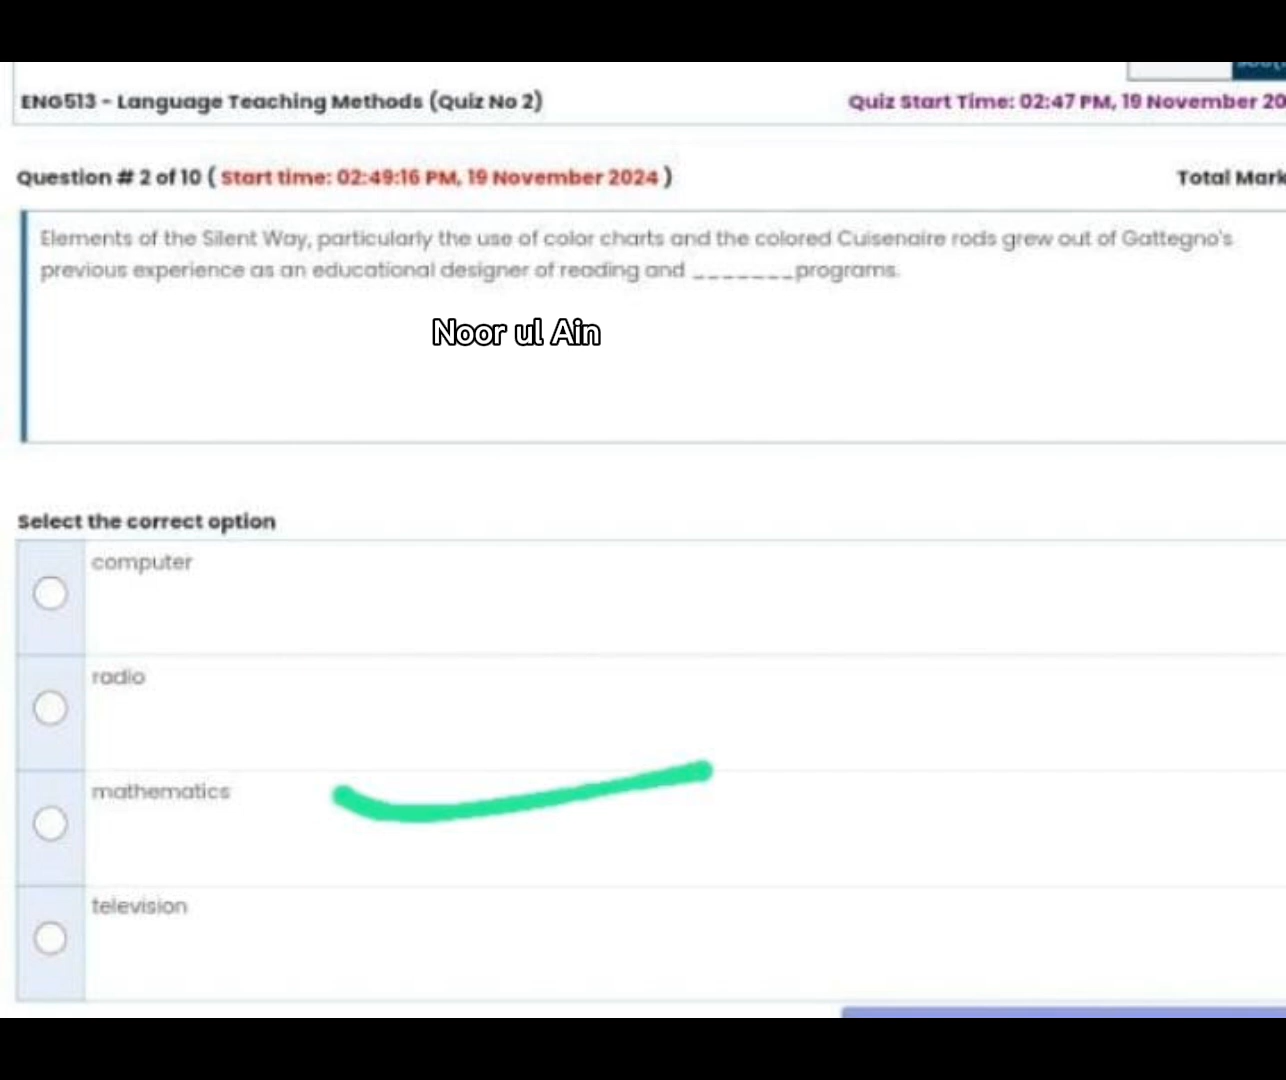 ENG513 - Language Teaching Methods (Quiz No 2)
Quiz Start Time: 02:47 PM, 19 November 20
Question # 2 of 10 ( Start time: 02:49:16 PM, 19 November 2024 )
Total Mark
Elements of the Silent Way, particularly the use of color charts and the colored Cuisenaire rods grew out of Gattegno's
previous experience as an educational designer of reading and _______programs.
Noor ul Ain
Select the correct option
computer
radio
mathematics
television